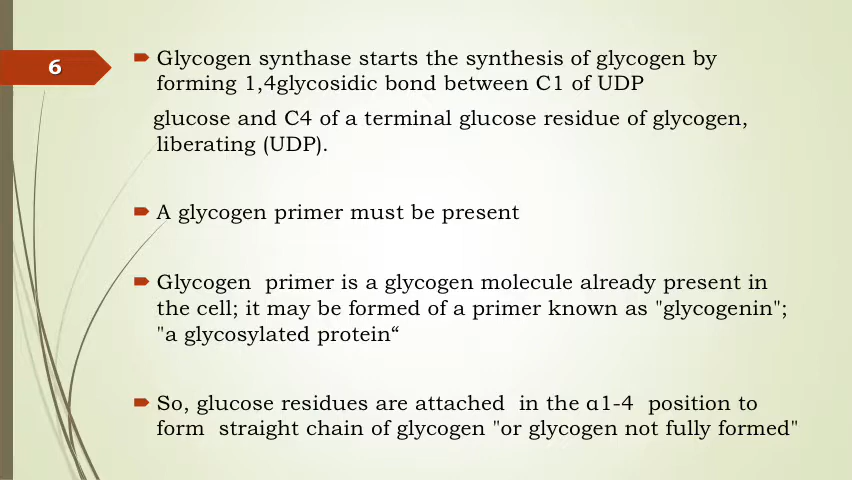 6
Glycogen synthase starts the synthesis of glycogen by
forming 1,4glycosidic bond between C1 of UDP
glucose and C4 of a terminal glucose residue of glycogen,
liberating (UDP).
A glycogen primer must be present
Glycogen  primer is a glycogen molecule already present in
the cell; it may be formed of a primer known as "glycogenin";
"a glycosylated protein“
So, glucose residues are attached  in the α1-4  position to
form  straight chain of glycogen "or glycogen not fully formed"